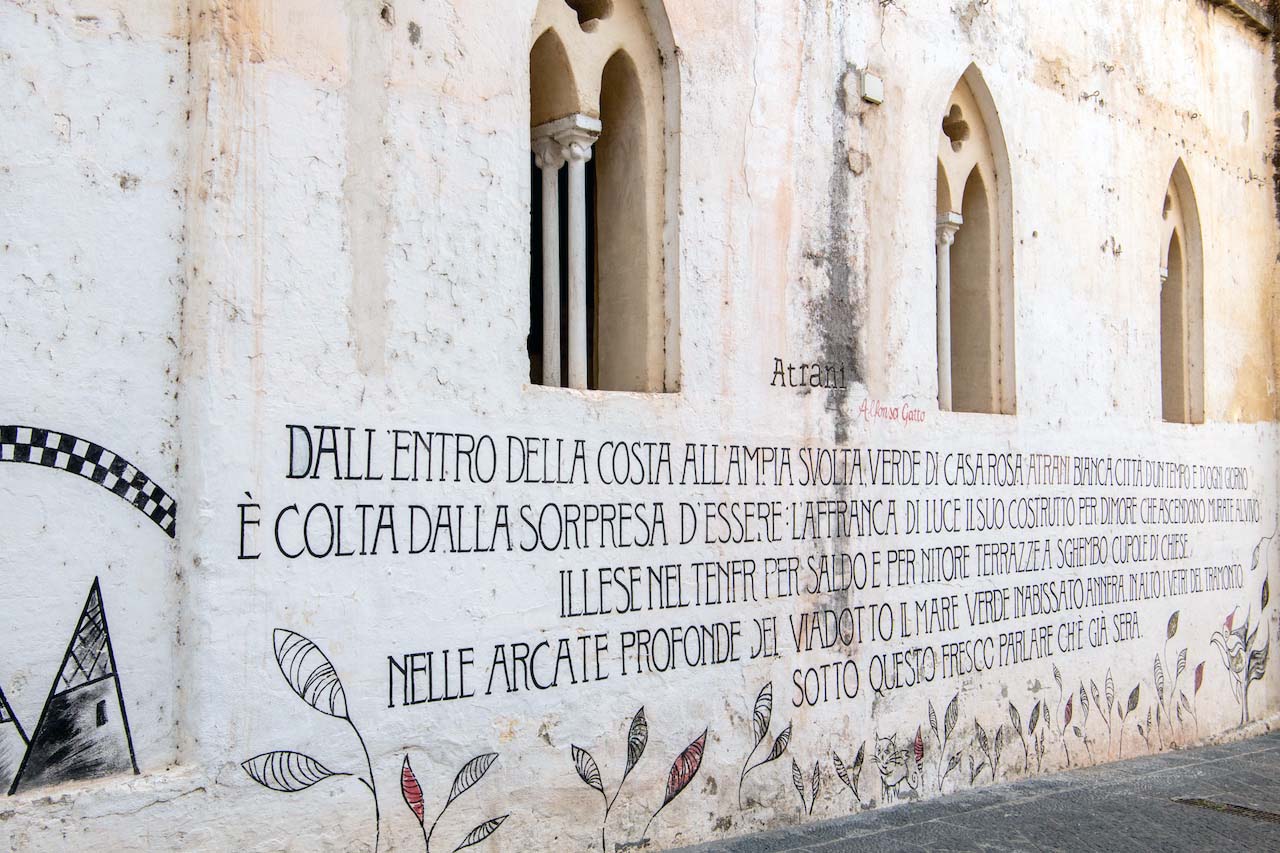 Atrani
Alfonso Gatto
DALL'ENTRO DELLA COSTA ALL'AMPIA SVOLTA, VERDE DI CASA ROSA, ATRANI BIANCA CITTÀ D'UN TEMPO E D'OGNI GIORNO
È COLTA DALLA SORPRESA D'ESSERE: L'AFFRANCA DI LUCE IL SUO COSTRUTTO PER DIMORE CHE ASCENDONO MURATE AL VIVO
ILLESE NEL TENER PER SALDO E PER NITORE TERRAZZE A SGHEMBO CUPOLE DI CHIESE.
NELLE ARCATE PROFONDE DEL VIADOTTO IL MARE VERDE INABISSATO ANNERA, IN ALTO I VETRI DEL TRAMONTO.
SOTTO QUESTO FRESCO PARLARE CH'È GIÀ SERA.